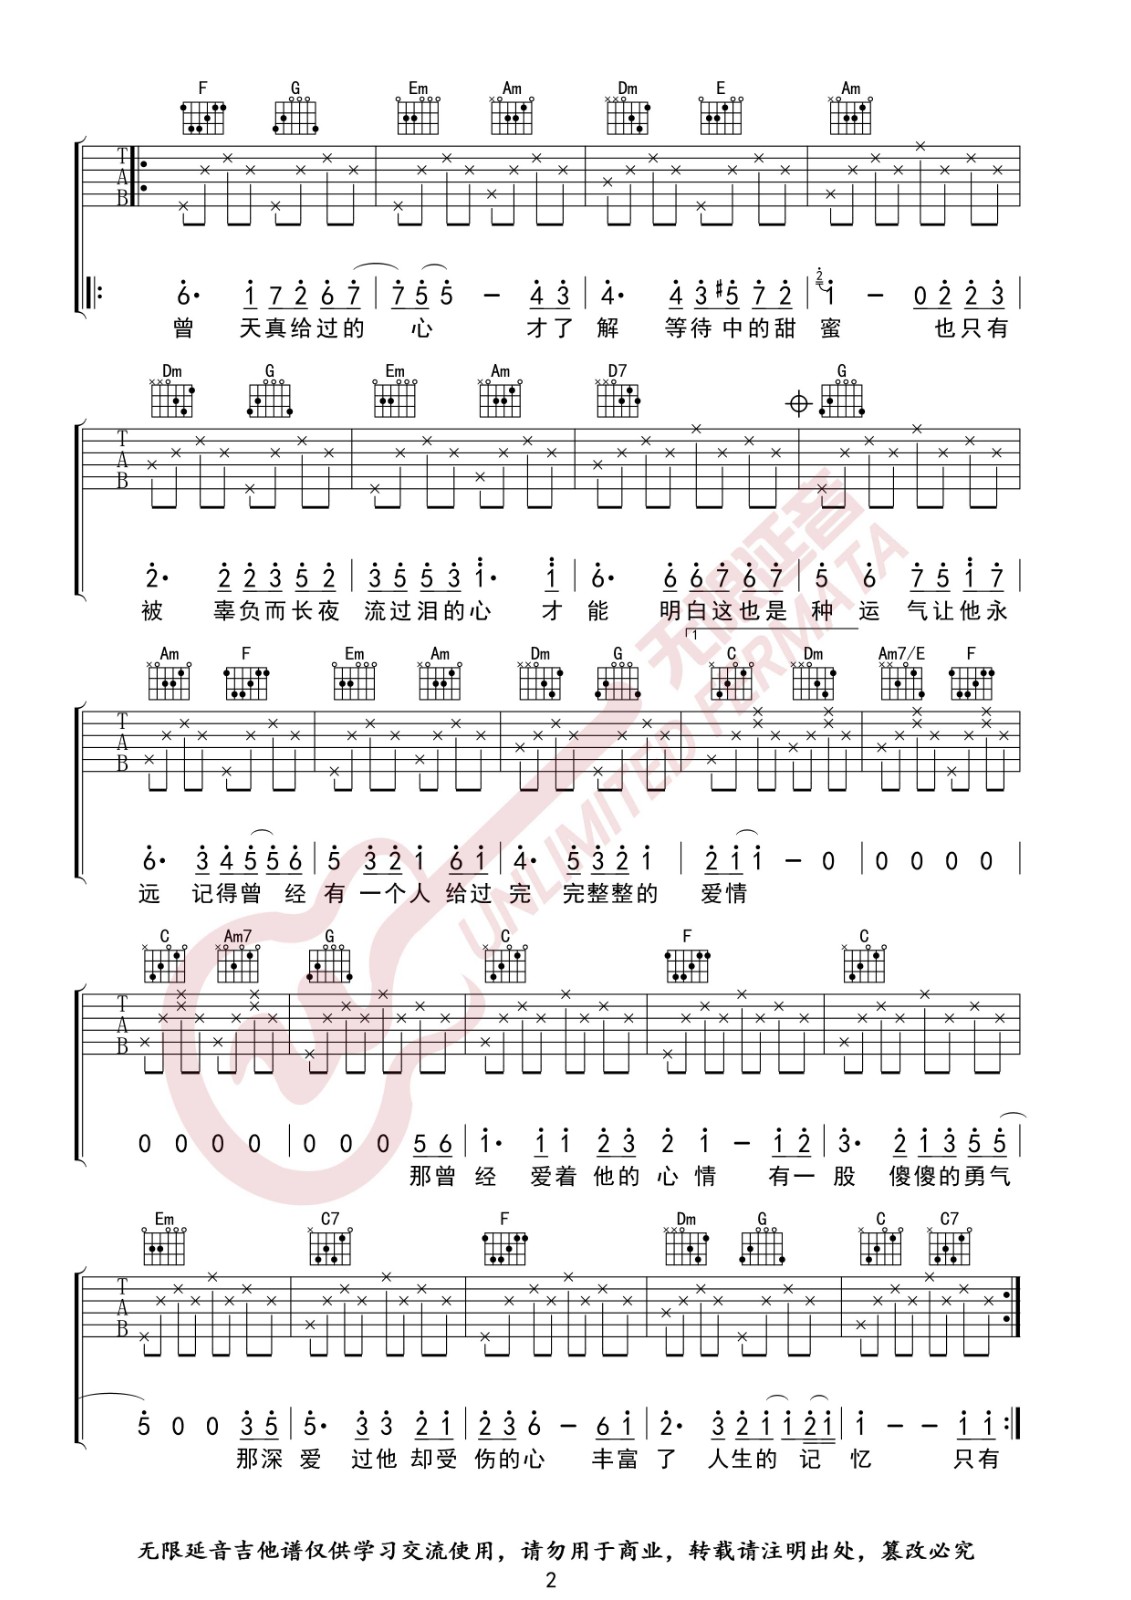 F G Em Am Dm E Am
T
A
B
6· 1 7 2 6 7 | 7 5 5 － 4 3 | 4· 4 3 #5 7 2 | 2 1 － 0 2 2 3 |
曾 天真给过的 心 才了 解 等待 中的甜 蜜 也只有
Dm G Em Am D7 G
T
A
B
2· 2 2 3 5 2 | 3 5 5 3 1· 1 | 6· 6 6 7 6 7 | 5 6 7 5 1 7 |
被 辜负而长夜 流过泪的心 才 能 明白这也是 种 运 气让他永
1
Am F Em Am Dm G C Dm Am7/E F
T
A
B
6· 3 4 5 5 6 | 5 3 2 1 6 1 | 4· 5 3 2 1 | 2 1 1 － 0 | 0 0 0 0 |
远 记得曾 经 有 一个人 给过 完 完整整的 爱情
C Am7 G C F C
T
A
B
0 0 0 0 | 0 0 0 5 6 | 1· 1 1 2 3 | 2 1 － 1 2 | 3· 2 1 3 5 5 |
那曾 经 爱着 他的 心 情 有一 股 傻傻的勇气
Em C7 F Dm G C C7
T
A
B
5 0 0 3 5 | 5· 3 3 2 1 | 2 3 6 － 6 1 | 2· 3 2 1 1 2 1 | 1 － － 1 1 :|
那深 爱 过他 却受 伤的心 丰富 了 人生的 记 忆 只有
无限延音
UNLIMITED FERMATA
无限延音吉他谱仅供学习交流使用，请勿用于商业，转载请注明出处，篡改必究
2